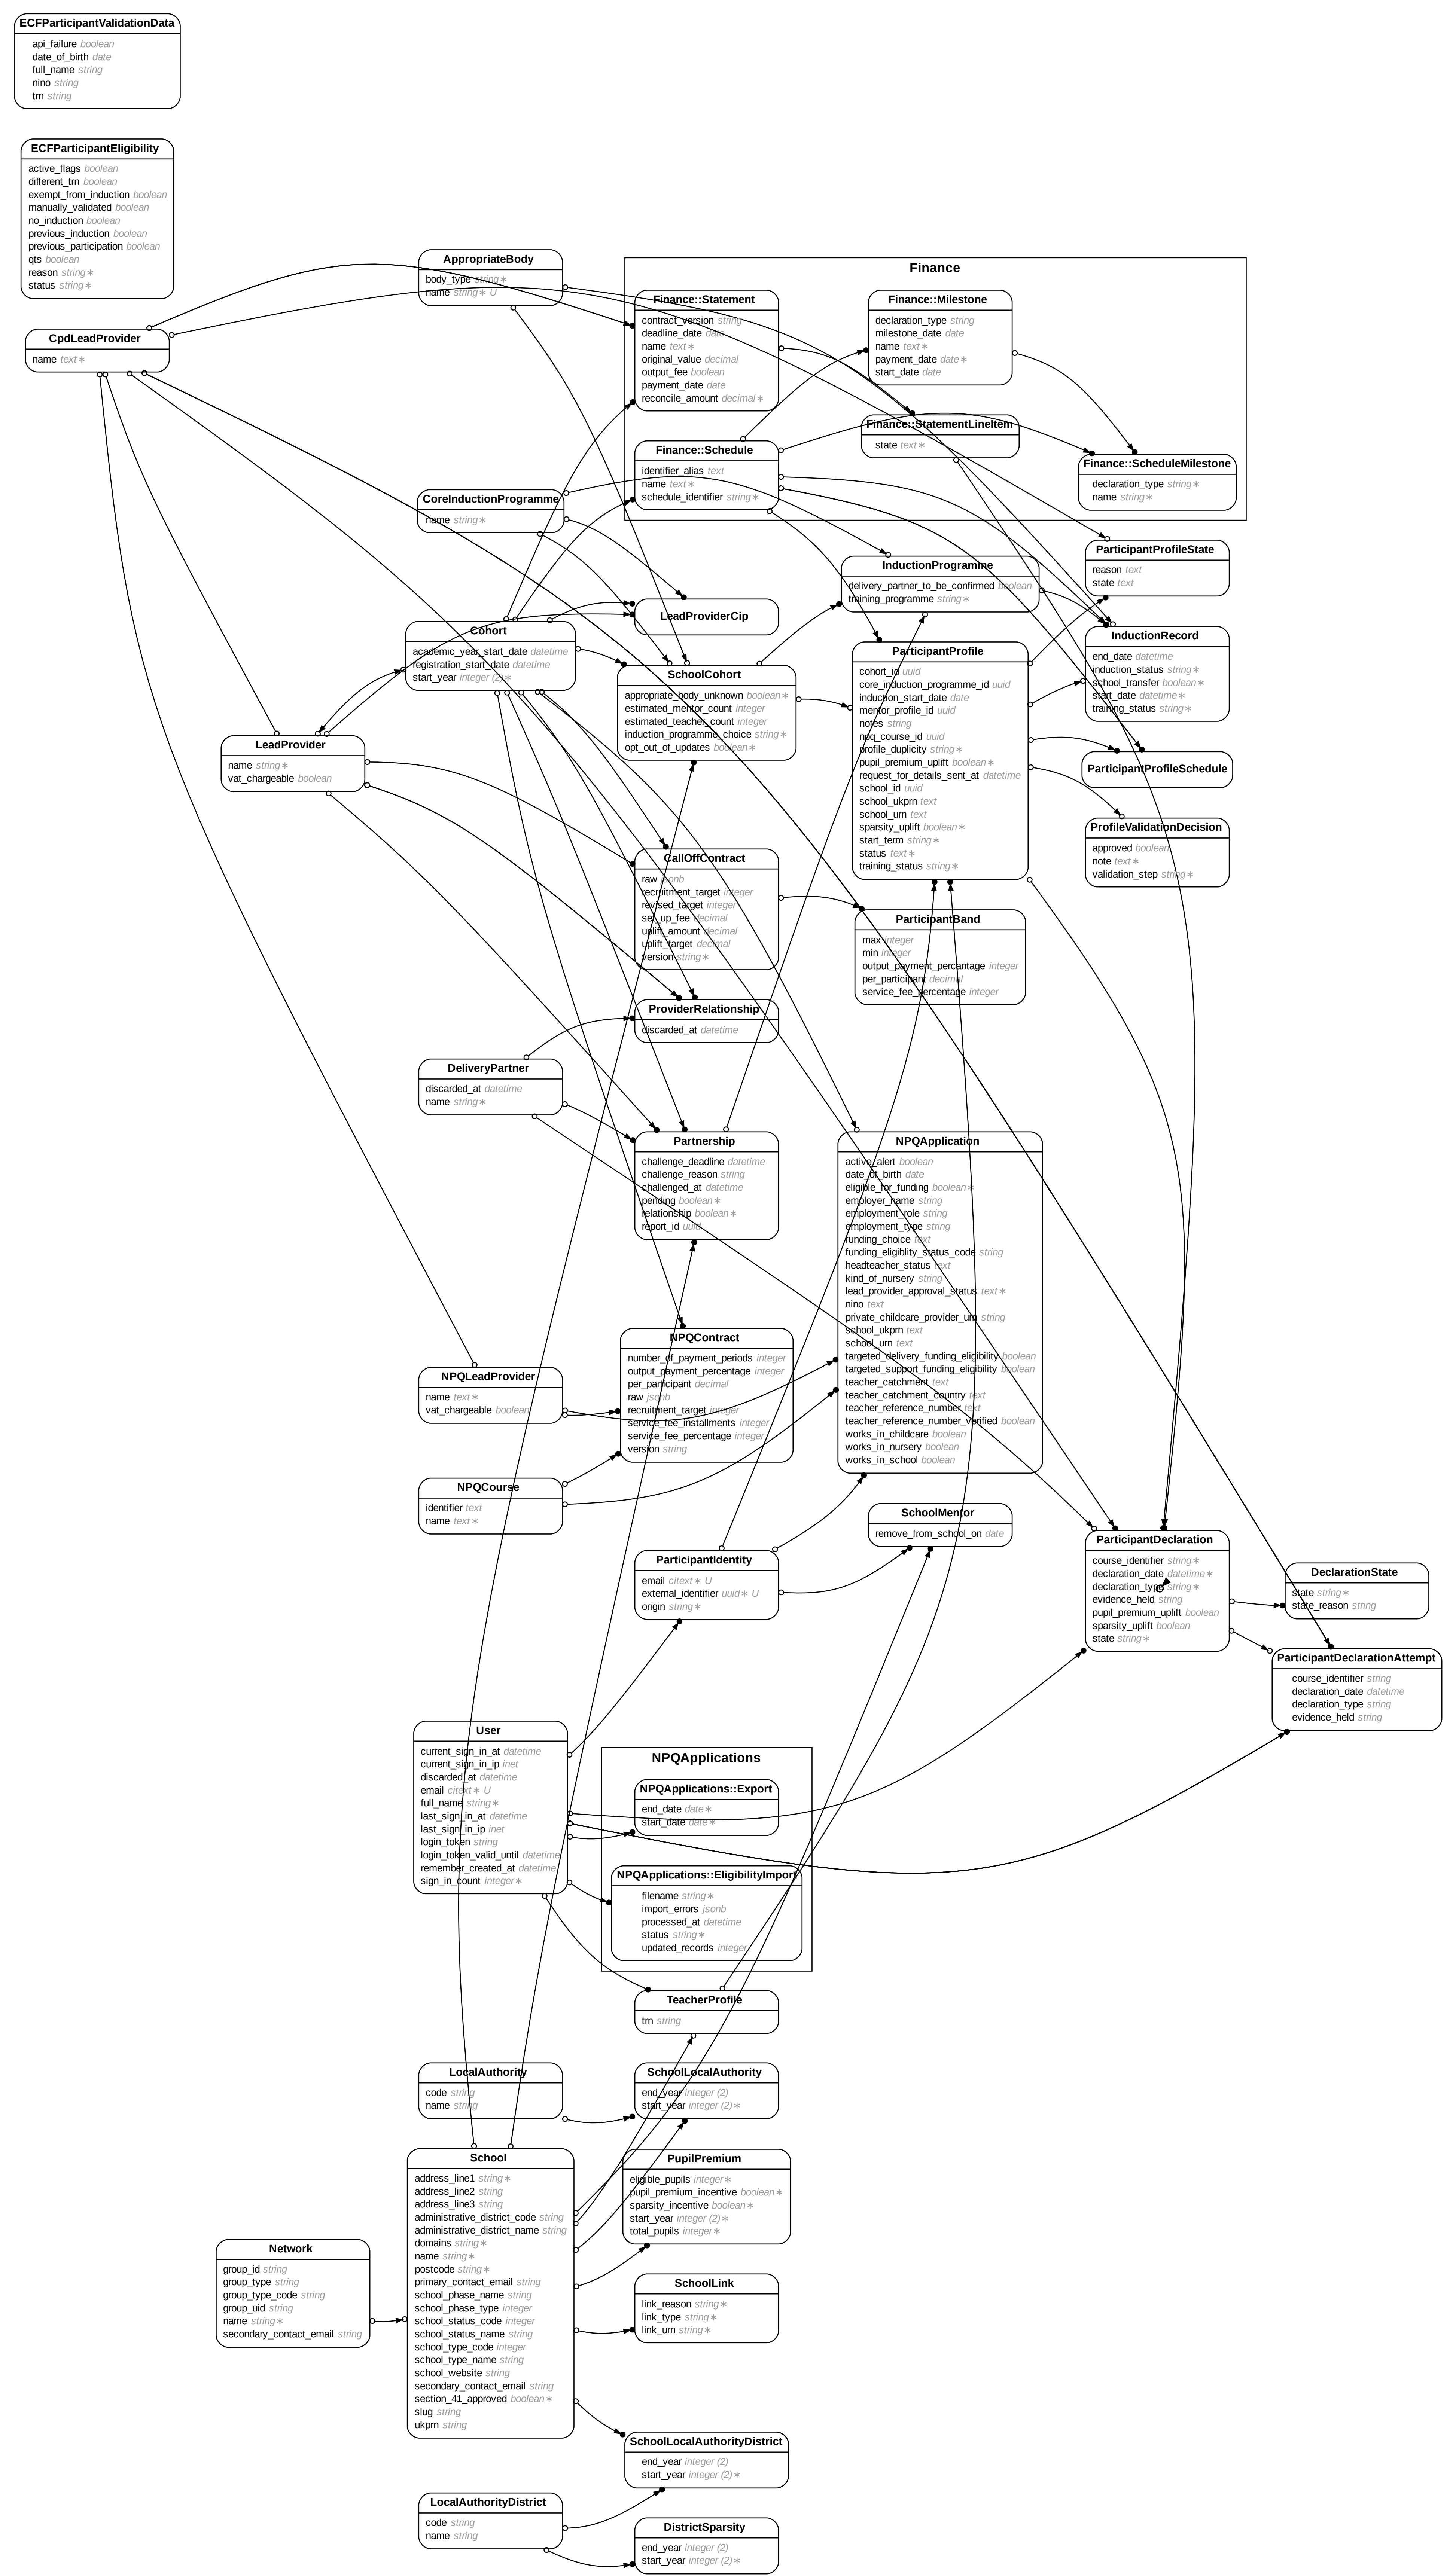 ECFParticipantValidationData
api_failure boolean
date_of_birth date
full_name string
nino string
trn string
ECFParticipantEligibility
active_flags boolean
different_trn boolean
exempt_from_induction boolean
manually_validated boolean
no_induction boolean
previous_induction boolean
previous_participation boolean
qts boolean
reason string ∗
status string ∗
CpdLeadProvider
name text ∗
AppropriateBody
body_type string ∗
name string ∗ U
Finance
Finance::Statement
contract_version string
deadline_date date
name text ∗
original_value decimal
output_fee boolean
payment_date date
reconcile_amount decimal ∗
Finance::Milestone
declaration_type string
milestone_date date
name text ∗
payment_date date ∗
start_date date
Finance::StatementLineItem
state text ∗
Finance::Schedule
identifier_alias text
name text ∗
schedule_identifier string ∗
Finance::ScheduleMilestone
declaration_type string ∗
name string ∗
CoreInductionProgramme
name string ∗
ParticipantProfileState
reason text
state text
InductionProgramme
delivery_partner_to_be_confirmed boolean
training_programme string ∗
LeadProviderCip
Cohort
academic_year_start_date datetime
registration_start_date datetime
start_year integer (2) ∗
InductionRecord
end_date datetime
induction_status string ∗
school_transfer boolean ∗
start_date datetime ∗
training_status string ∗
SchoolCohort
appropriate_body_unknown boolean ∗
estimated_mentor_count integer
estimated_teacher_count integer
induction_programme_choice string ∗
opt_out_of_updates boolean ∗
ParticipantProfile
cohort_id uuid
core_induction_programme_id uuid
induction_start_date date
mentor_profile_id uuid
notes string
npq_course_id uuid
profile_duplicity string ∗
pupil_premium_uplift boolean ∗
request_for_details_sent_at datetime
school_id uuid
school_ukprn text
school_urn text
sparsity_uplift boolean ∗
start_term string ∗
status text ∗
training_status string ∗
LeadProvider
name string ∗
vat_chargeable boolean
ParticipantProfileSchedule
ProfileValidationDecision
approved boolean
note text ∗
validation_step string ∗
CallOffContract
raw jsonb
recruitment_target integer
revised_target integer
set_up_fee decimal
uplift_amount decimal
uplift_target decimal
version string ∗
ParticipantBand
max integer
min integer
output_payment_percantage integer
per_participant decimal
service_fee_percentage integer
ProviderRelationship
discarded_at datetime
DeliveryPartner
discarded_at datetime
name string ∗
Partnership
challenge_deadline datetime
challenge_reason string
challenged_at datetime
pending boolean ∗
relationship boolean ∗
report_id uuid
NPQApplication
active_alert boolean
date_of_birth date
eligible_for_funding boolean ∗
employer_name string
employment_role string
employment_type string
funding_choice text
funding_eligiblity_status_code string
headteacher_status text
kind_of_nursery string
lead_provider_approval_status text ∗
nino text
private_childcare_provider_urn string
school_ukprn text
school_urn text
targeted_delivery_funding_eligibility boolean
targeted_support_funding_eligibility boolean
teacher_catchment text
teacher_catchment_country text
teacher_reference_number text
teacher_reference_number_verified boolean
works_in_childcare boolean
works_in_nursery boolean
works_in_school boolean
NPQContract
number_of_payment_periods integer
output_payment_percentage integer
per_participant decimal
raw jsonb
recruitment_target integer
service_fee_installments integer
service_fee_percentage integer
version string
NPQLeadProvider
name text ∗
vat_chargeable boolean
NPQCourse
identifier text
name text ∗
SchoolMentor
remove_from_school_on date
ParticipantDeclaration
course_identifier string ∗
declaration_date datetime ∗
declaration_type string ∗
evidence_held string
pupil_premium_uplift boolean
sparsity_uplift boolean
state string ∗
ParticipantIdentity
email citext ∗ U
external_identifier uuid ∗ U
origin string ∗
DeclarationState
state string ∗
state_reason string
ParticipantDeclarationAttempt
course_identifier string
declaration_date datetime
declaration_type string
evidence_held string
User
current_sign_in_at datetime
current_sign_in_ip inet
discarded_at datetime
email citext ∗ U
full_name string ∗
last_sign_in_at datetime
last_sign_in_ip inet
login_token string
login_token_valid_until datetime
remember_created_at datetime
sign_in_count integer ∗
NPQApplications
NPQApplications::Export
end_date date ∗
start_date date ∗
NPQApplications::EligibilityImport
filename string ∗
import_errors jsonb
processed_at datetime
status string ∗
updated_records integer
TeacherProfile
trn string
LocalAuthority
code string
name string
SchoolLocalAuthority
end_year integer (2)
start_year integer (2) ∗
School
address_line1 string ∗
address_line2 string
address_line3 string
administrative_district_code string
administrative_district_name string
domains string ∗
name string ∗
postcode string ∗
primary_contact_email string
school_phase_name string
school_phase_type integer
school_status_code integer
school_status_name string
school_type_code integer
school_type_name string
school_website string
secondary_contact_email string
section_41_approved boolean ∗
slug string
ukprn string
PupilPremium
eligible_pupils integer ∗
pupil_premium_incentive boolean ∗
sparsity_incentive boolean ∗
start_year integer (2) ∗
total_pupils integer ∗
Network
group_id string
group_type string
group_type_code string
group_uid string
name string ∗
secondary_contact_email string
SchoolLink
link_reason string ∗
link_type string ∗
link_urn string ∗
SchoolLocalAuthorityDistrict
end_year integer (2)
start_year integer (2) ∗
LocalAuthorityDistrict
code string
name string
DistrictSparsity
end_year integer (2)
start_year integer (2) ∗